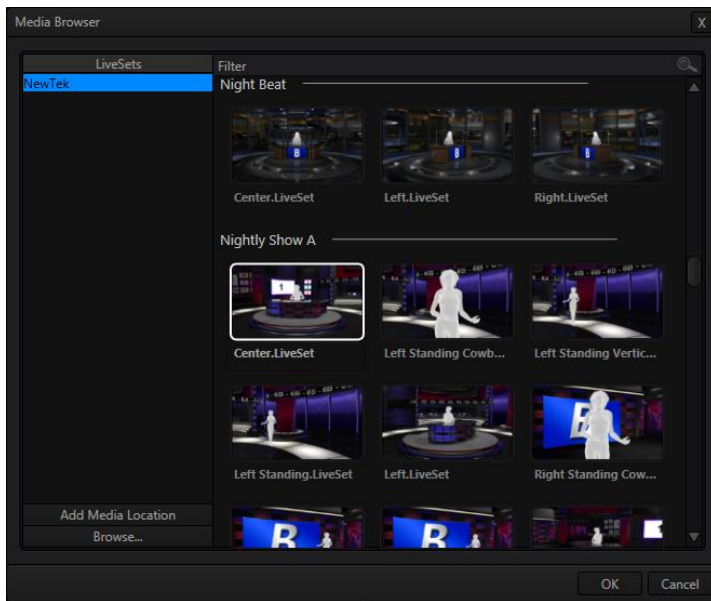 Media Browser
X
LiveSets
Filter
NewTek
Night Beat
B
B
B
Center.LiveSet
Left.LiveSet
Right.LiveSet
Nightly Show A
1
Center.LiveSet
Left Standing Cowb...
Left Standing Vertic...
Left Standing.LiveSet
Left.LiveSet
Right Standing Cow...
B
B
Add Media Location
Browse...
OK
Cancel